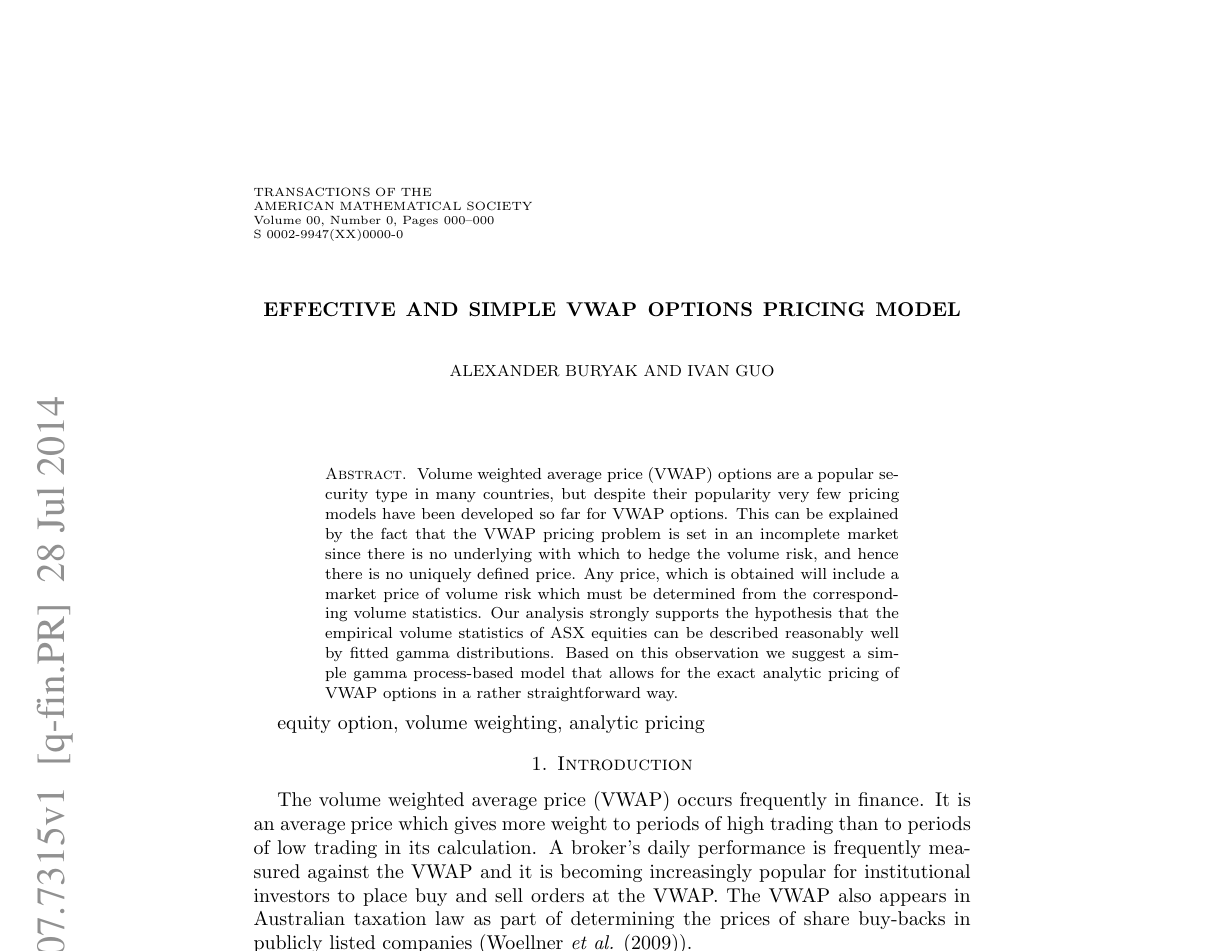 TRANSACTIONS OF THE
AMERICAN MATHEMATICAL SOCIETY
Volume 00, Number 0, Pages 000–000
S 0002-9947(XX)0000-0
EFFECTIVE AND SIMPLE VWAP OPTIONS PRICING MODEL
ALEXANDER BURYAK AND IVAN GUO
Abstract. Volume weighted average price (VWAP) options are a popular se-
curity type in many countries, but despite their popularity very few pricing
models have been developed so far for VWAP options. This can be explained
by the fact that the VWAP pricing problem is set in an incomplete market
since there is no underlying with which to hedge the volume risk, and hence
there is no uniquely defined price. Any price, which is obtained will include a
market price of volume risk which must be determined from the correspond-
ing volume statistics. Our analysis strongly supports the hypothesis that the
empirical volume statistics of ASX equities can be described reasonably well
by fitted gamma distributions. Based on this observation we suggest a sim-
ple gamma process-based model that allows for the exact analytic pricing of
VWAP options in a rather straightforward way.
equity option, volume weighting, analytic pricing
1. Introduction
The volume weighted average price (VWAP) occurs frequently in finance. It is
an average price which gives more weight to periods of high trading than to periods
of low trading in its calculation. A broker's daily performance is frequently mea-
sured against the VWAP and it is becoming increasingly popular for institutional
investors to place buy and sell orders at the VWAP. The VWAP also appears in
Australian taxation law as part of determining the prices of share buy-backs in
publicly listed companies (Woellner et al. (2009)).
07.7315v1 [q-fin.PR] 28 Jul 2014